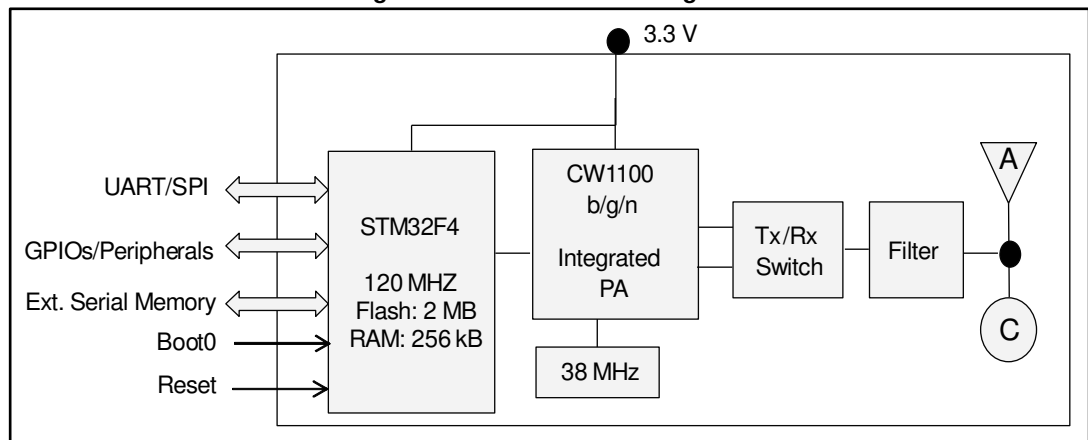 3.3 V
UART/SPI
GPIOs/Peripherals
Ext. Serial Memory
Boot0
Reset
STM32F4
120 MHZ
Flash: 2 MB
RAM: 256 kB
CW1100
b/g/n
Integrated
PA
38 MHz
Tx/Rx
Switch
Filter
A
C